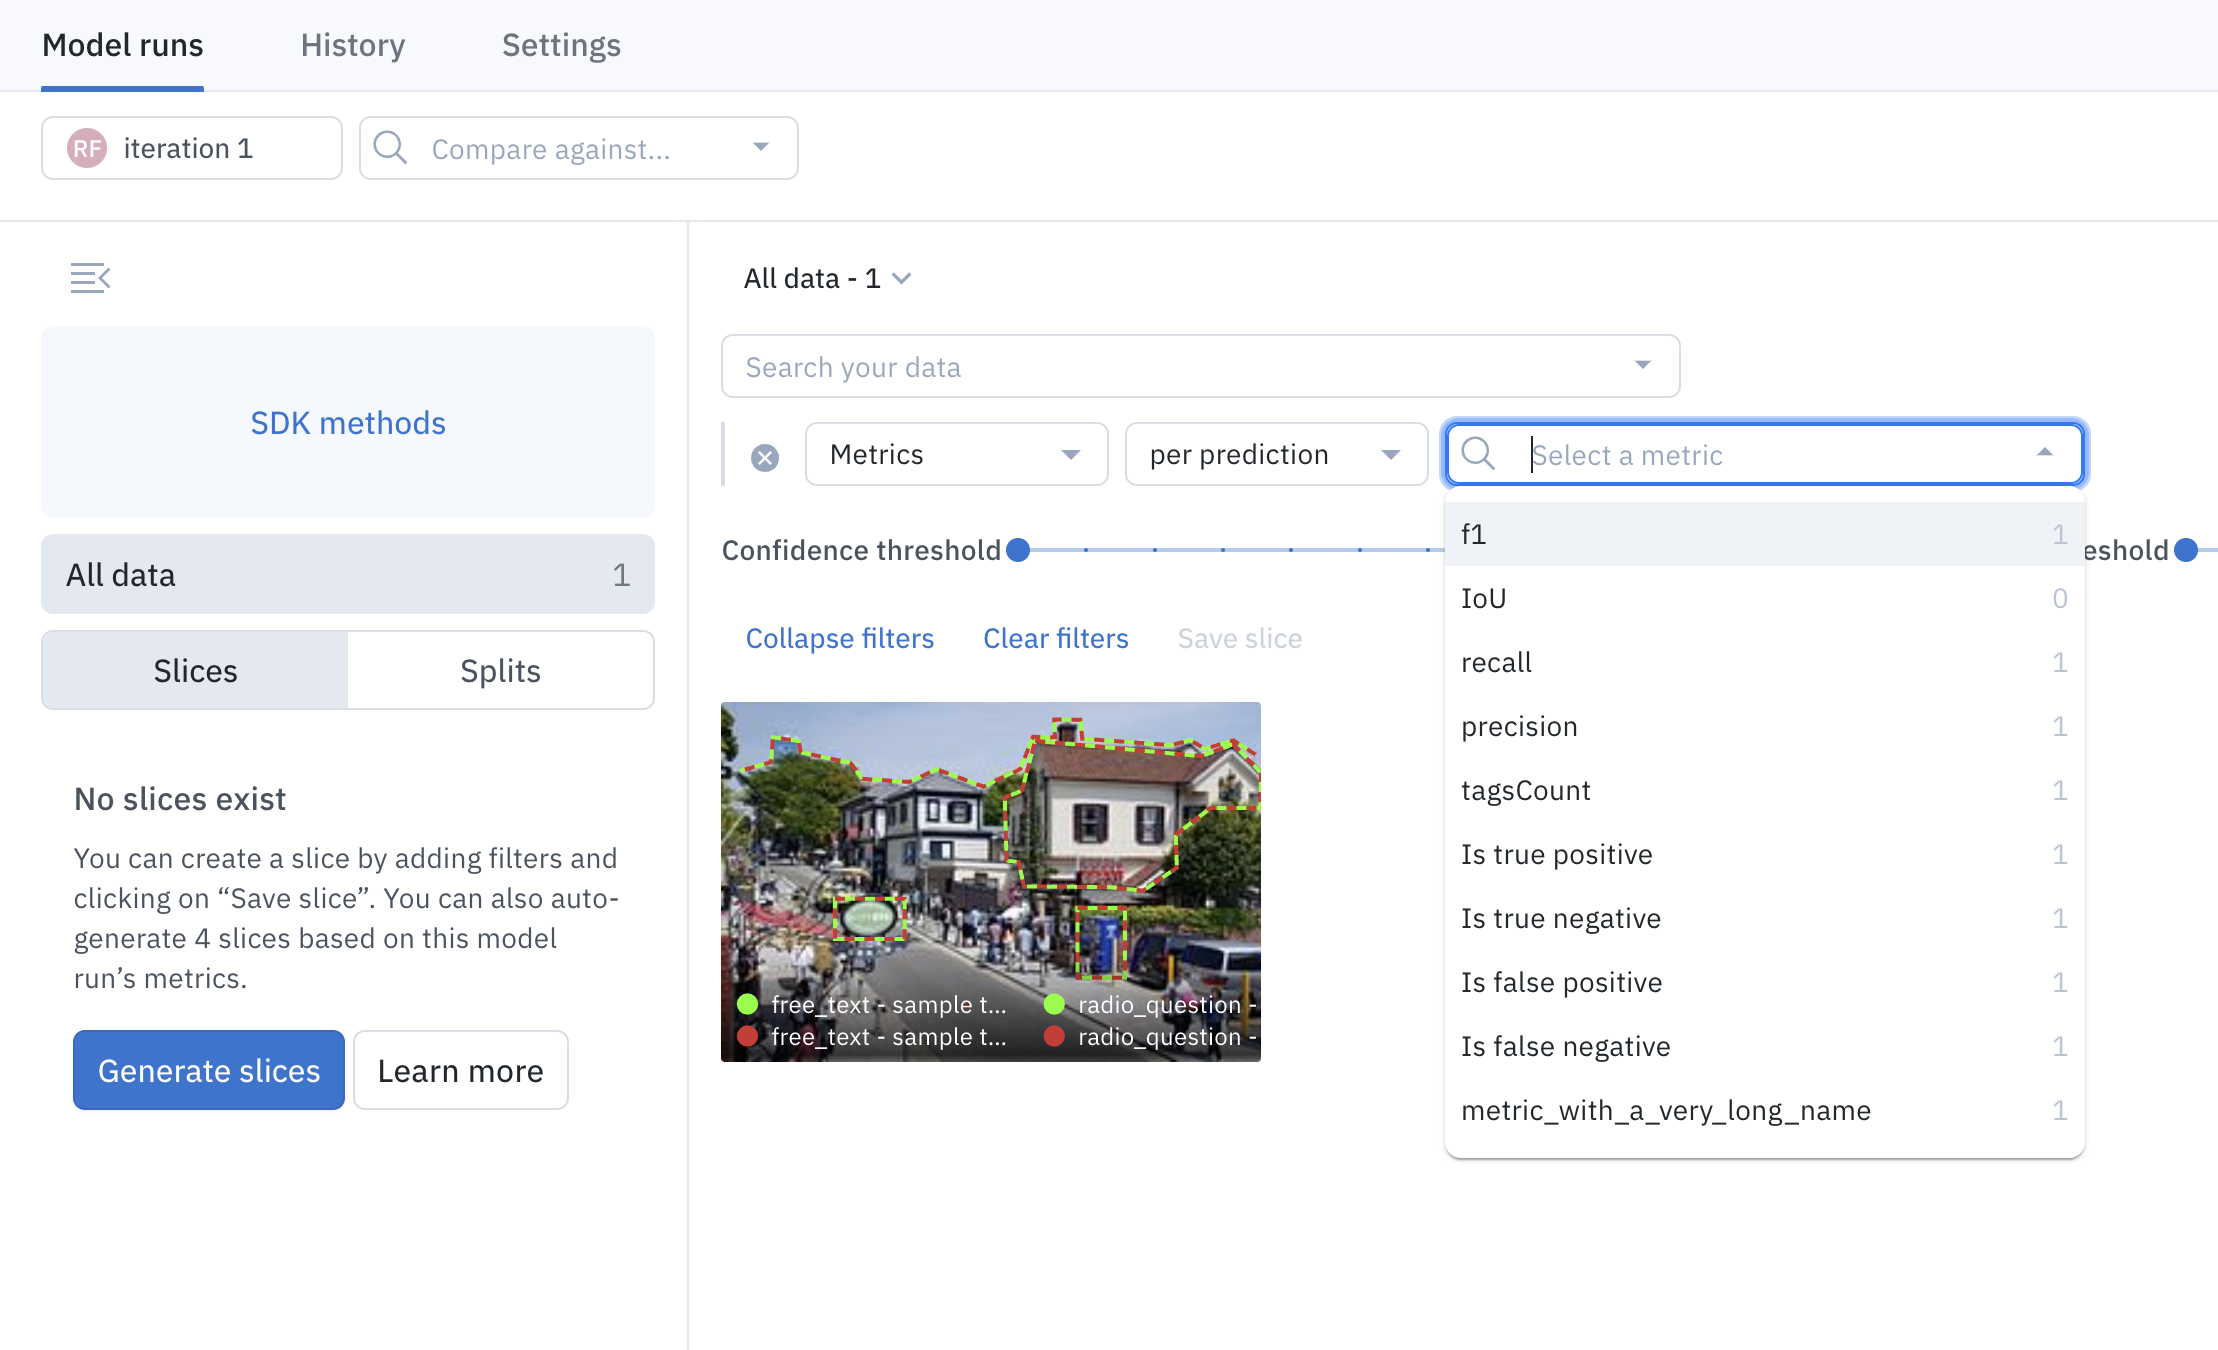 Model runs
History
Settings
RF iteration 1
Compare against...
All data - 1
SDK methods
Search your data
Metrics
per prediction
Select a metric
All data 1
Confidence threshold
eshold
f1 1
IoU 0
recall 1
precision 1
tagsCount 1
Is true positive 1
Is true negative 1
Is false positive 1
Is false negative 1
metric_with_a_very_long_name 1
Slices
Splits
Collapse filters
Clear filters
Save slice
No slices exist
You can create a slice by adding filters and
clicking on “Save slice”. You can also auto-
generate 4 slices based on this model
run’s metrics.
Generate slices
Learn more
free_text - sample t...
radio_question -
free_text - sample t...
radio_question -